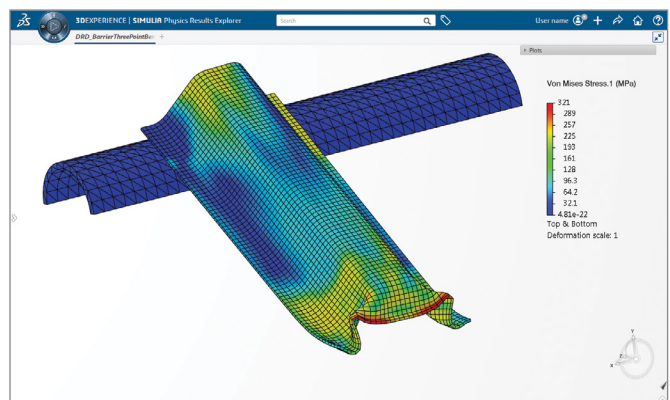 3DEXPERIENCE | SIMULIA Physics Results Explorer
Search
User name
DRD_BarrierThreePointBe
Plots
Von Mises Stress.1 (MPa)
321
289
257
225
193
161
128
96.3
64.2
32.1
4.81e-22
Top & Bottom
Deformation scale: 1
Y
Z
X